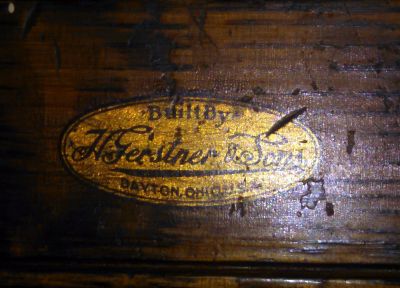 Built By
H Gerstner & Sons
DAYTON, OHIO. U.S.A.